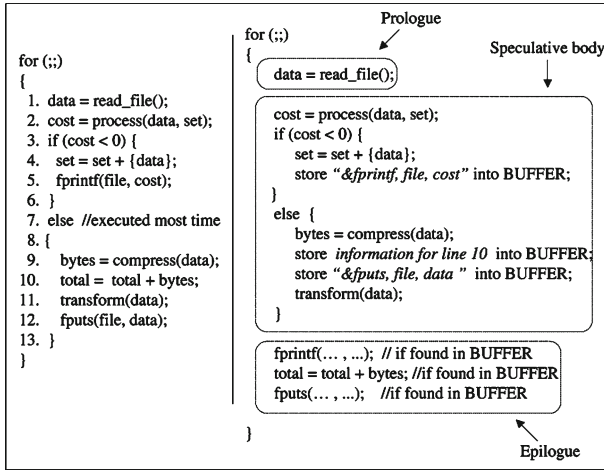 for (;;)
{
1. data = read_file();
2. cost = process(data, set);
3. if (cost < 0) {
4. set = set + {data};
5. fprintf(file, cost);
6. }
7. else //executed most time
8. {
9. bytes = compress(data);
10. total = total + bytes;
11. transform(data);
12. fputs(file, data);
13. }
}
Prologue
Speculative body
for (;;)
{
data = read_file();
cost = process(data, set);
if (cost < 0) {
set = set + {data};
store “&fprintf, file, cost” into BUFFER;
}
else {
bytes = compress(data);
store information for line 10 into BUFFER;
store “&fputs, file, data ” into BUFFER;
transform(data);
}
fprintf(… , ...); // if found in BUFFER
total = total + bytes; //if found in BUFFER
fputs(… , ...); //if found in BUFFER
}
Epilogue